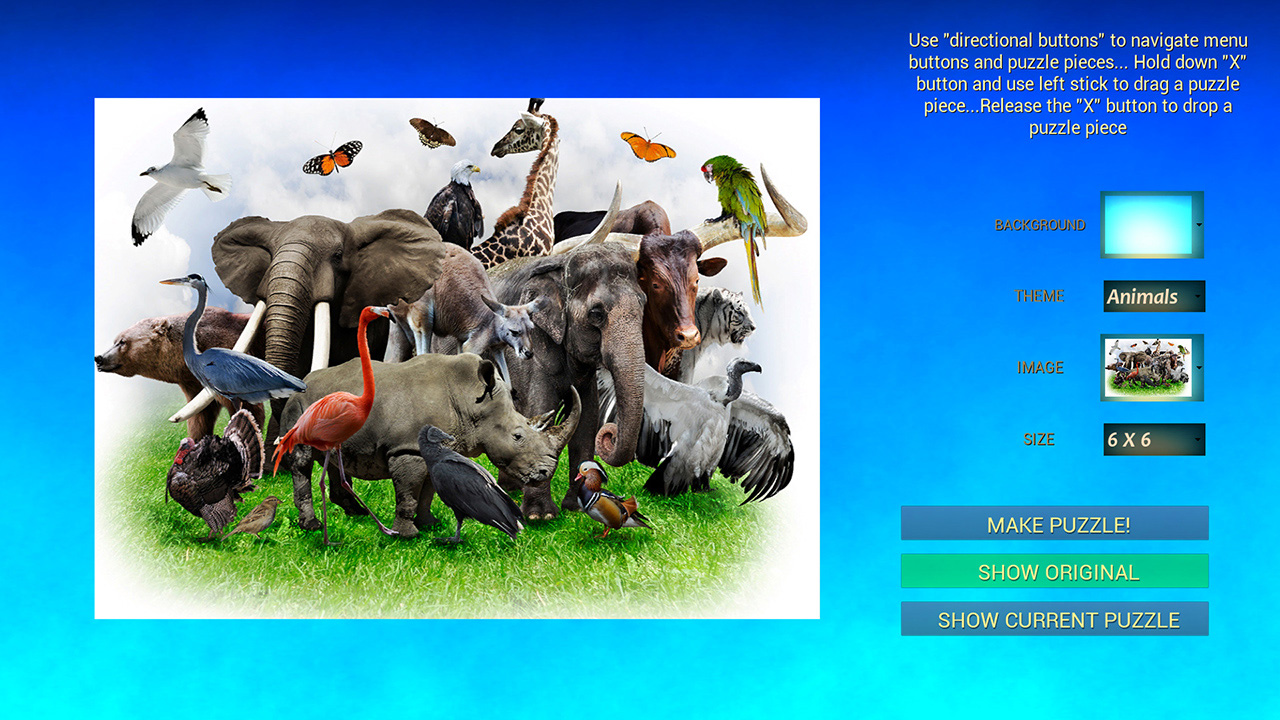 Use "directional buttons" to navigate menu
buttons and puzzle pieces... Hold down "X"
button and use left stick to drag a puzzle
piece...Release the "X" button to drop a
puzzle piece
BACKGROUND
THEME
Animals
IMAGE
SIZE
6 X 6
MAKE PUZZLE!
SHOW ORIGINAL
SHOW CURRENT PUZZLE